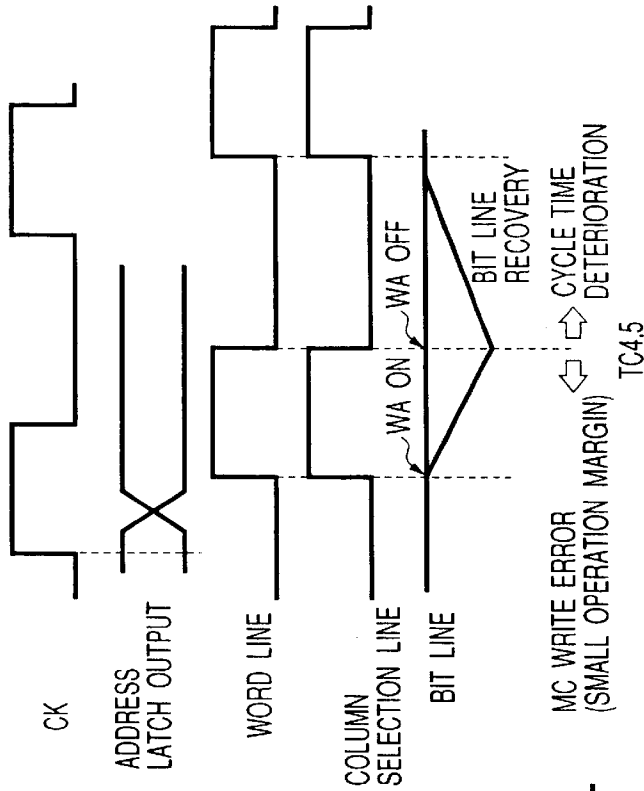 CK
ADDRESS
LATCH OUTPUT
WORD LINE
COLUMN
SELECTION LINE
BIT LINE
WA ON
WA OFF
BIT LINE
RECOVERY
MC WRITE ERROR
(SMALL OPERATION MARGIN)
CYCLE TIME
DETERIORATION
TC4,5